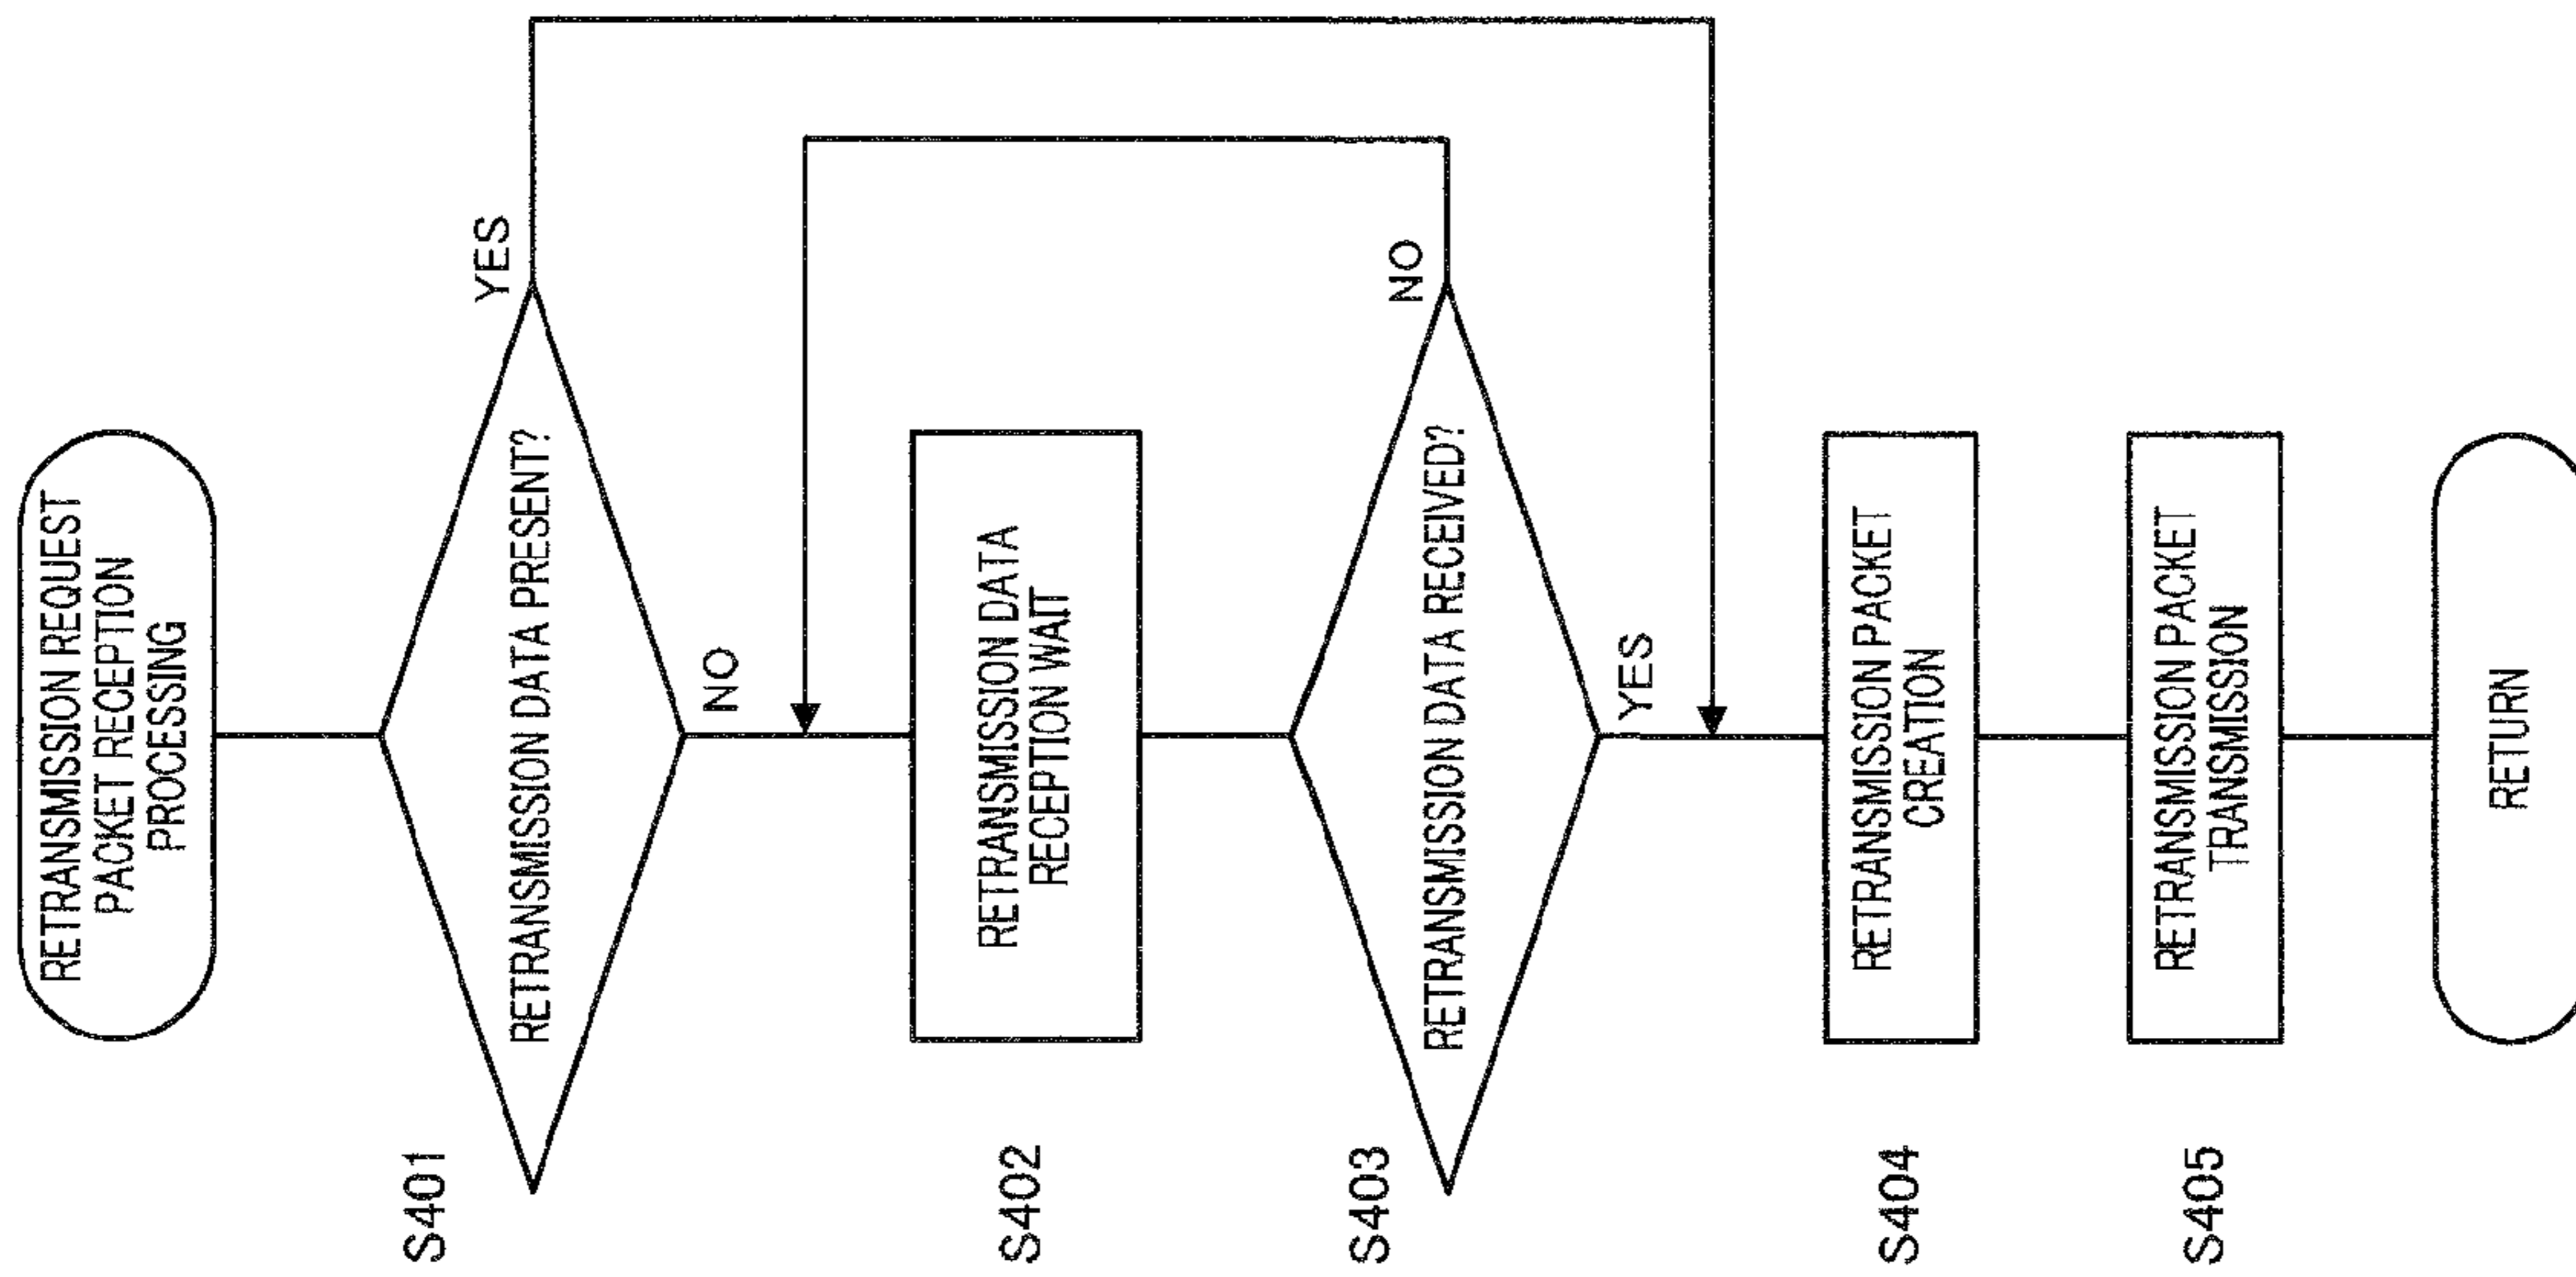 RETRANSMISSION REQUEST
PACKET RECEPTION
PROCESSING
S401
RETRANSMISSION DATA PRESENT?
YES
NO
S402
RETRANSMISSION DATA
RECEPTION WAIT
S403
RETRANSMISSION DATA RECEIVED?
NO
YES
S404
RETRANSMISSION PACKET
CREATION
S405
RETRANSMISSION PACKET
TRANSMISSION
RETURN